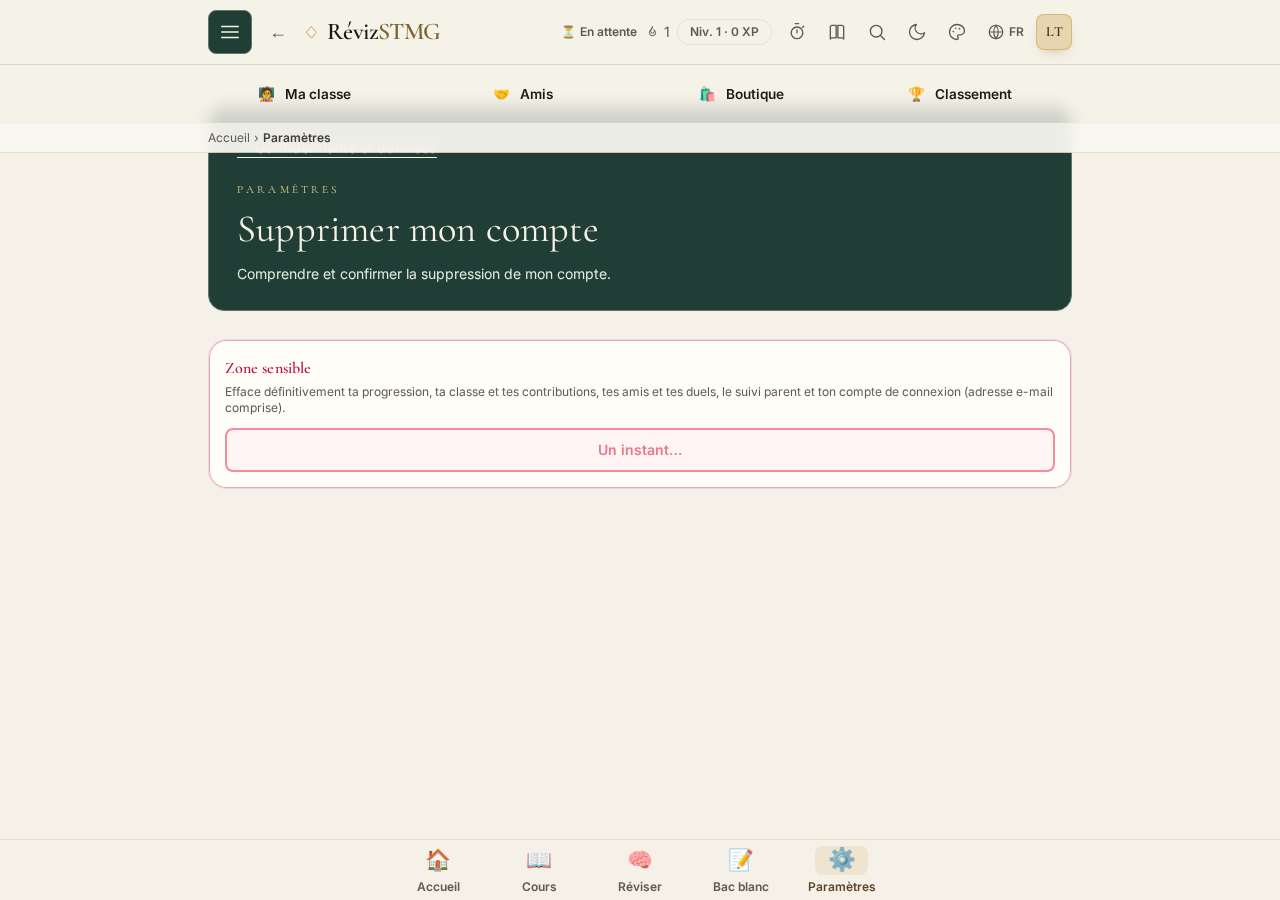 ← RévizSTMG
En attente 1 Niv. 1 · 0 XP FR LT
Ma classe Amis Boutique Classement
Accueil › Paramètres
PARAMÈTRES
Supprimer mon compte
Comprendre et confirmer la suppression de mon compte.
Zone sensible
Efface définitivement ta progression, ta classe et tes contributions, tes amis et tes duels, le suivi parent et ton compte de connexion (adresse e-mail
comprise).
Un instant…
Accueil Cours Réviser Bac blanc Paramètres